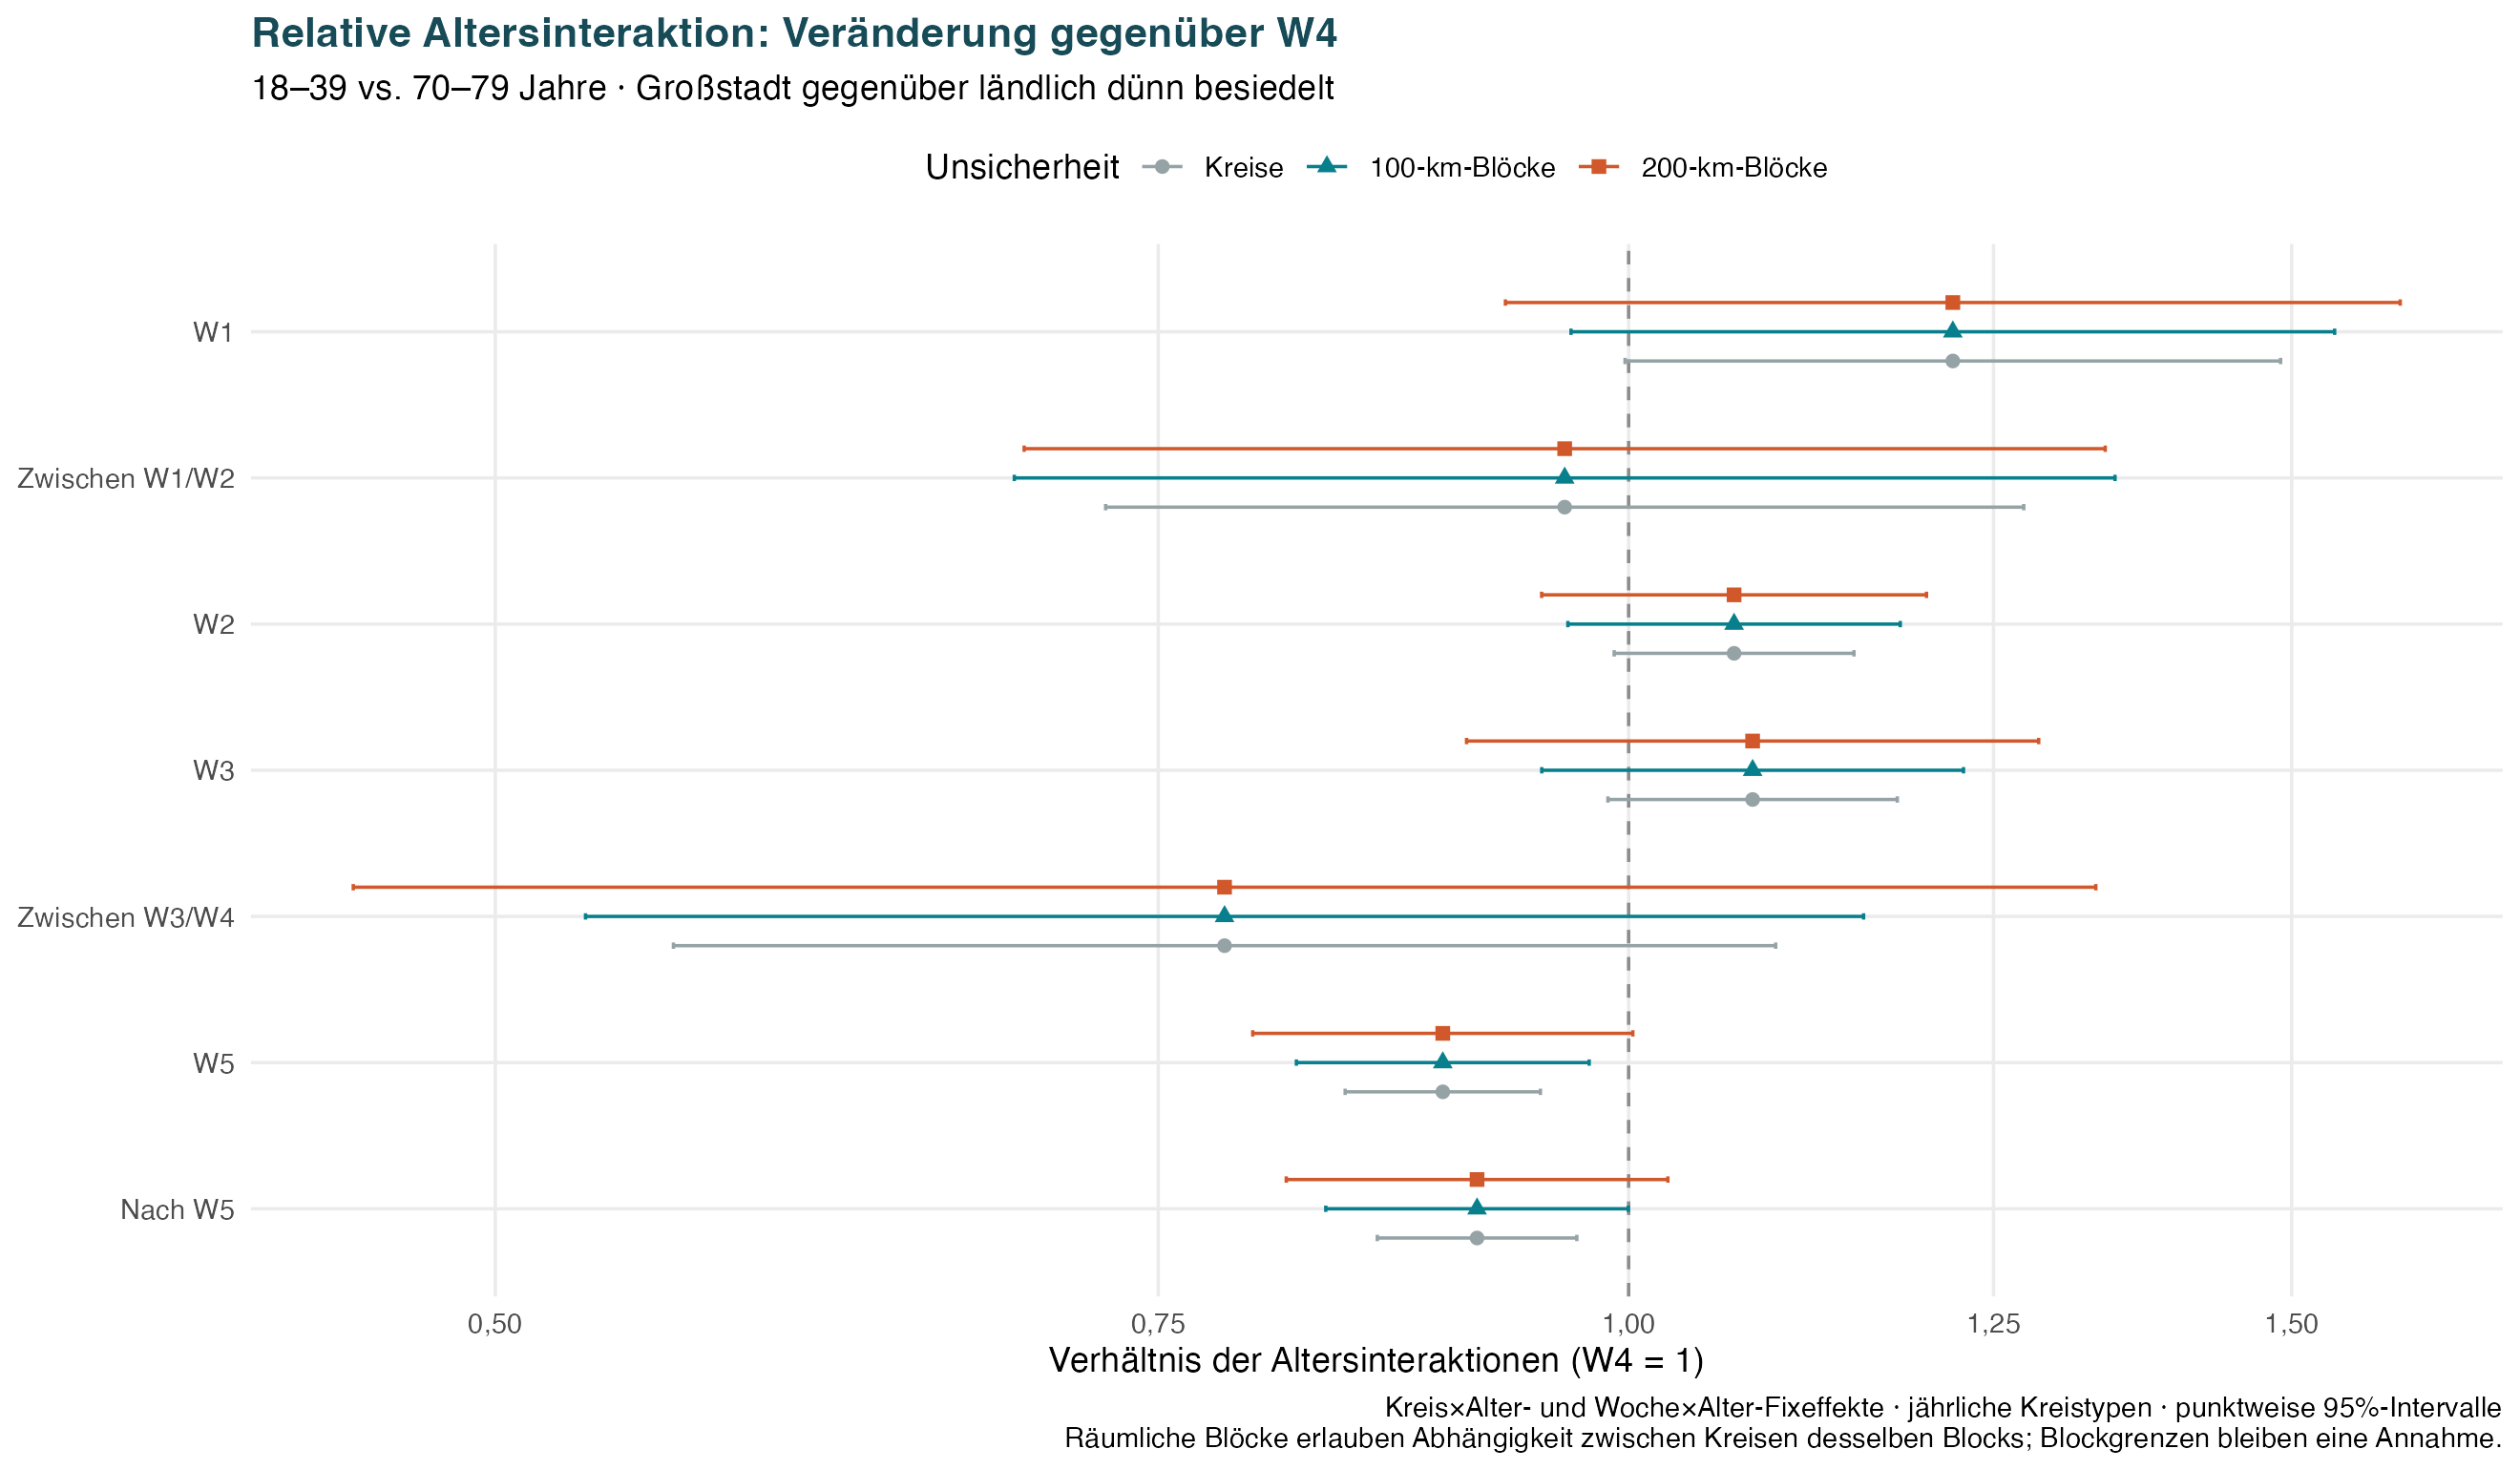 Relative Altersinteraktion: Veränderung gegenüber W4
18–39 vs. 70–79 Jahre · Großstadt gegenüber ländlich dünn besiedelt
Unsicherheit Kreise 100-km-Blöcke 200-km-Blöcke
W1
Zwischen W1/W2
W2
W3
Zwischen W3/W4
W5
Nach W5
0,50 0,75 1,00 1,25 1,50
Verhältnis der Altersinteraktionen (W4 = 1)
Kreis×Alter- und Woche×Alter-Fixeffekte · jährliche Kreistypen · punktweise 95%-Intervalle
Räumliche Blöcke erlauben Abhängigkeit zwischen Kreisen desselben Blocks; Blockgrenzen bleiben eine Annahme.